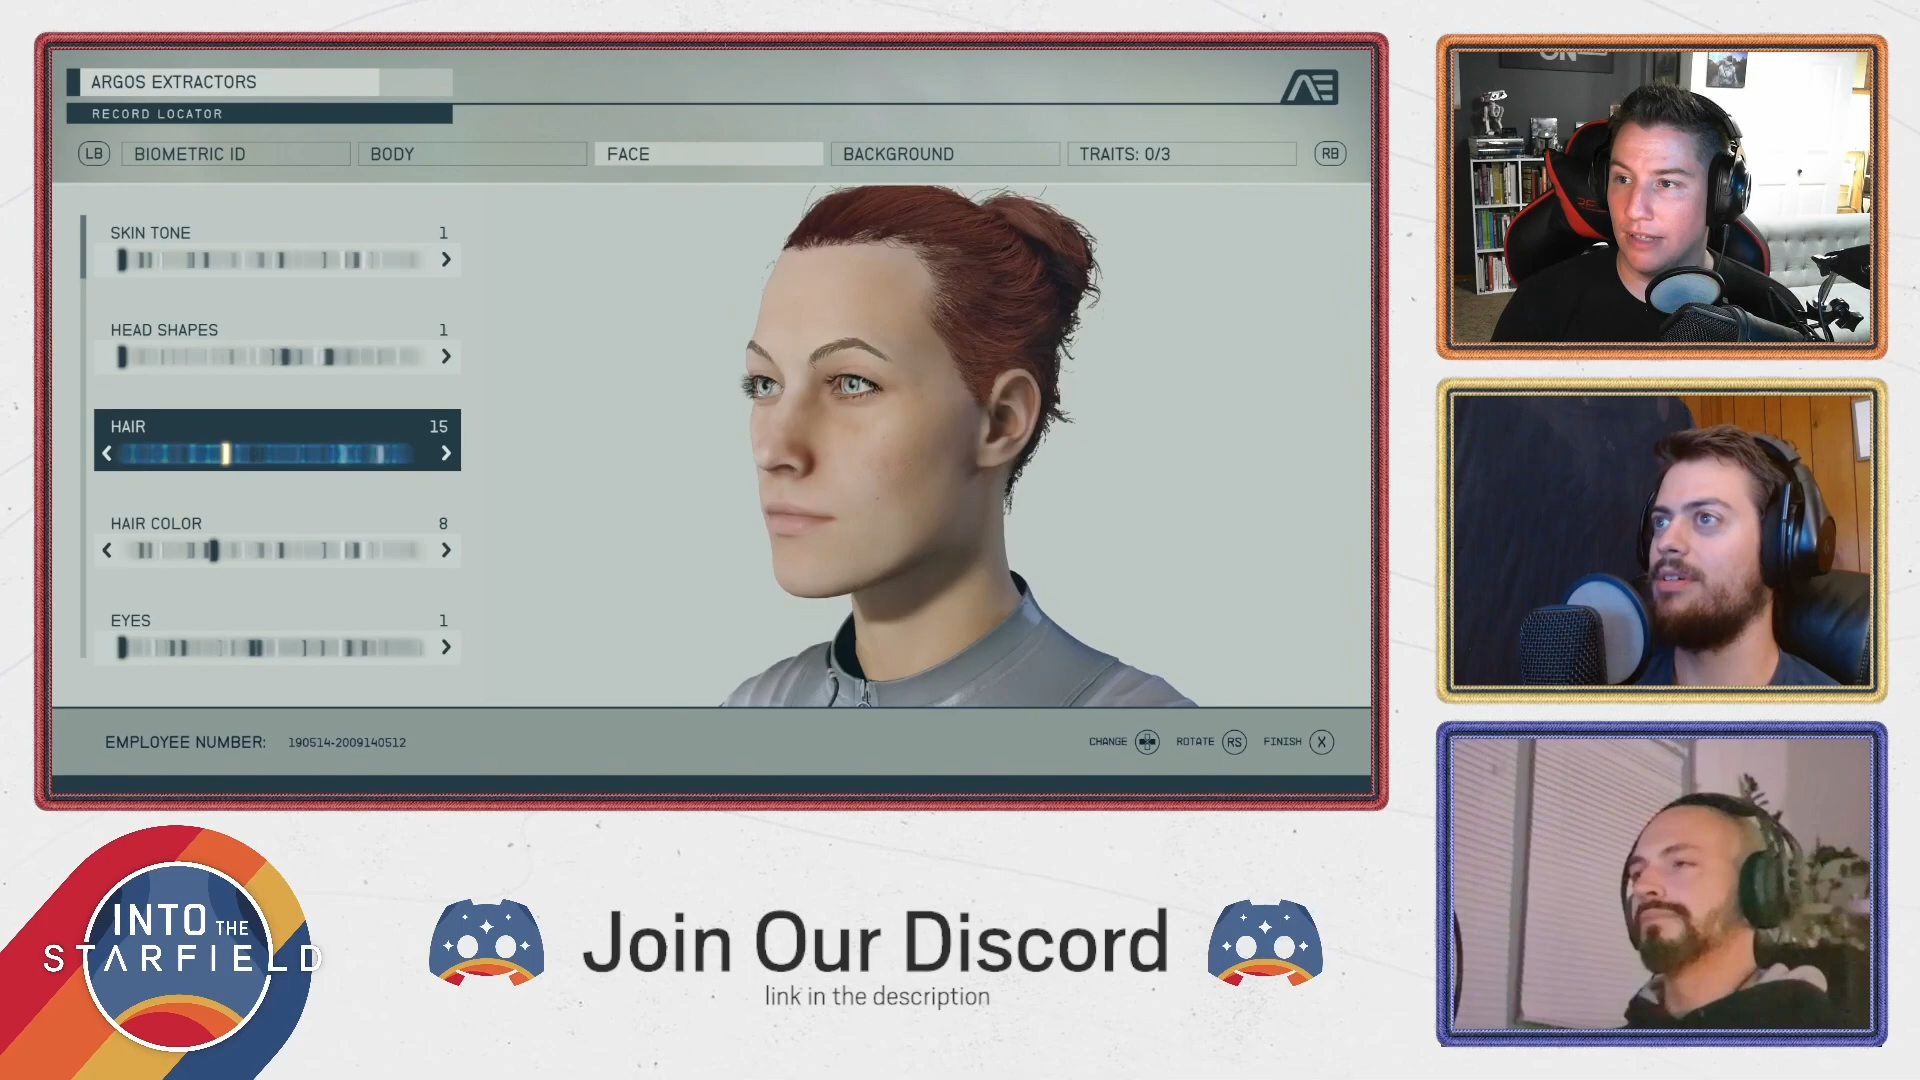 ARGOS EXTRACTORS
RECORD LOCATOR
LB BIOMETRIC ID BODY FACE BACKGROUND TRAITS: 0/3 RB
SKIN TONE 1
HEAD SHAPES 1
HAIR 15
HAIR COLOR 8
EYES 1
EMPLOYEE NUMBER: 190514-2009140512
CHANGE ROTATE RS FINISH X
INTO THE
STARFIELD
Join Our Discord
link in the description